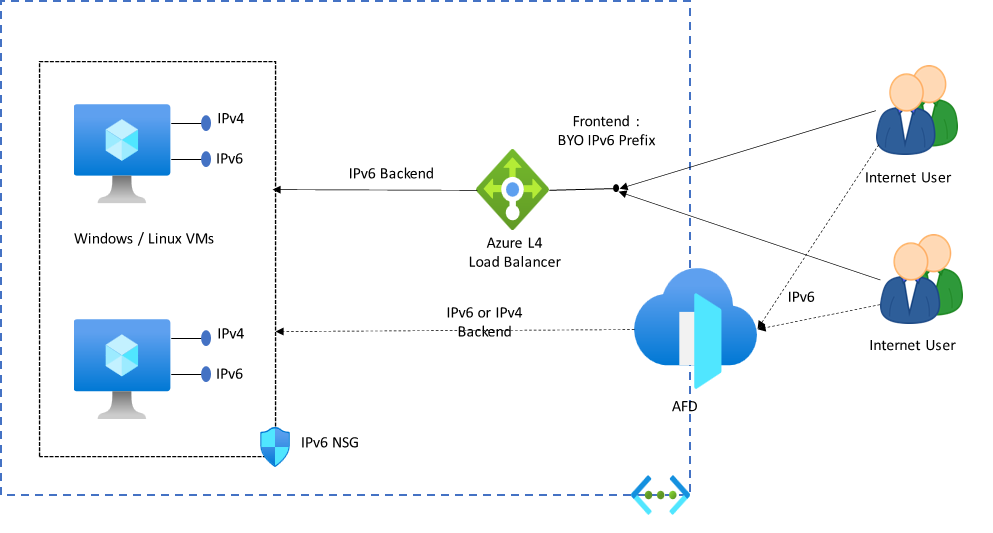 IPv4
IPv6
Windows / Linux VMs
IPv4
IPv6
IPv6 NSG
IPv6 Backend
Azure L4
Load Balancer
Frontend :
BYO IPv6 Prefix
IPv6 or IPv4
Backend
AFD
Internet User
IPv6
Internet User